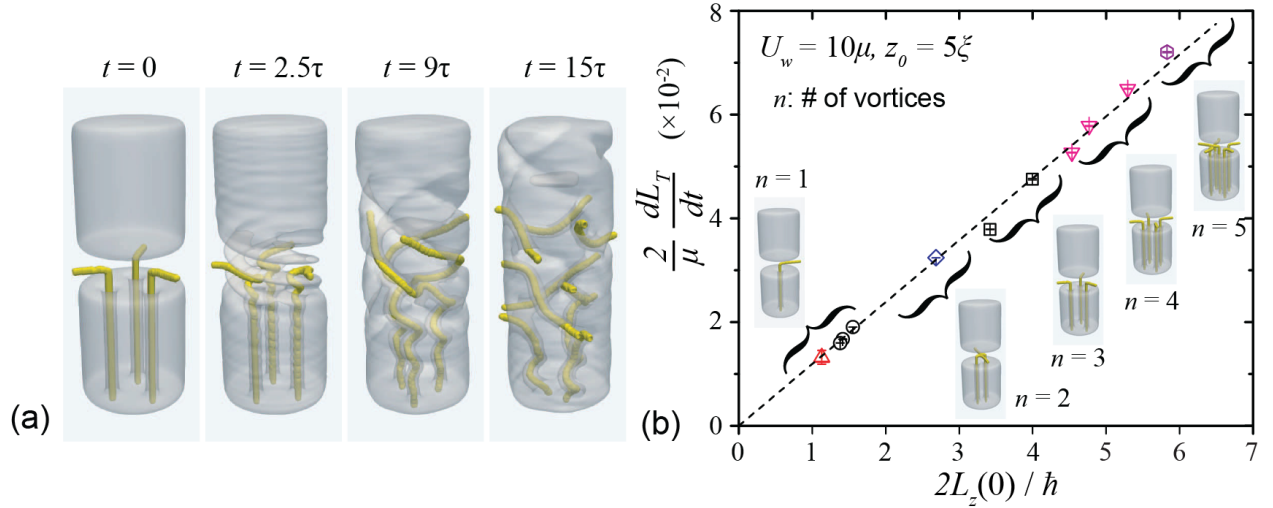 t = 0
t = 2.5τ
t = 9τ
t = 15τ
(a)
8
6
4
2
0
2/μ dL_T/dt (×10⁻²)
U_w = 10μ, z_0 = 5ξ
n: # of vortices
n = 1
n = 2
n = 3
n = 4
n = 5
(b)
0 1 2 3 4 5 6 7
2L_z(0) / ħ